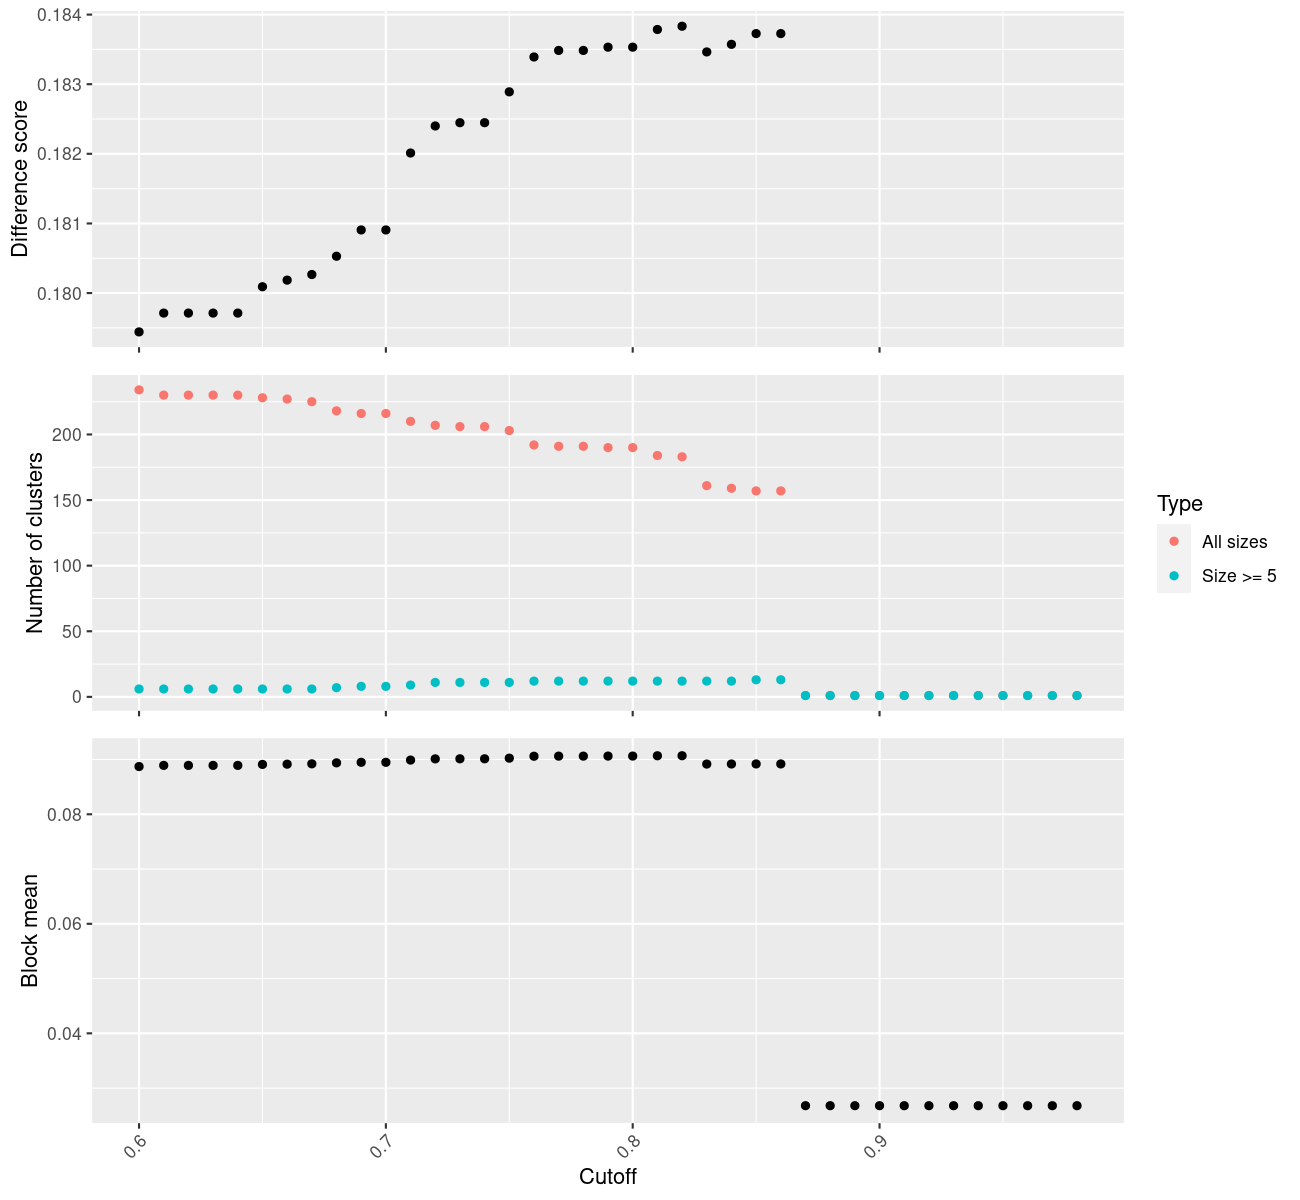 0.184
0.183
0.182
0.181
0.180
Difference score
200
150
100
50
0
Number of clusters
Type
All sizes
Size >= 5
0.08
0.06
0.04
Block mean
0.6
0.7
0.8
0.9
Cutoff